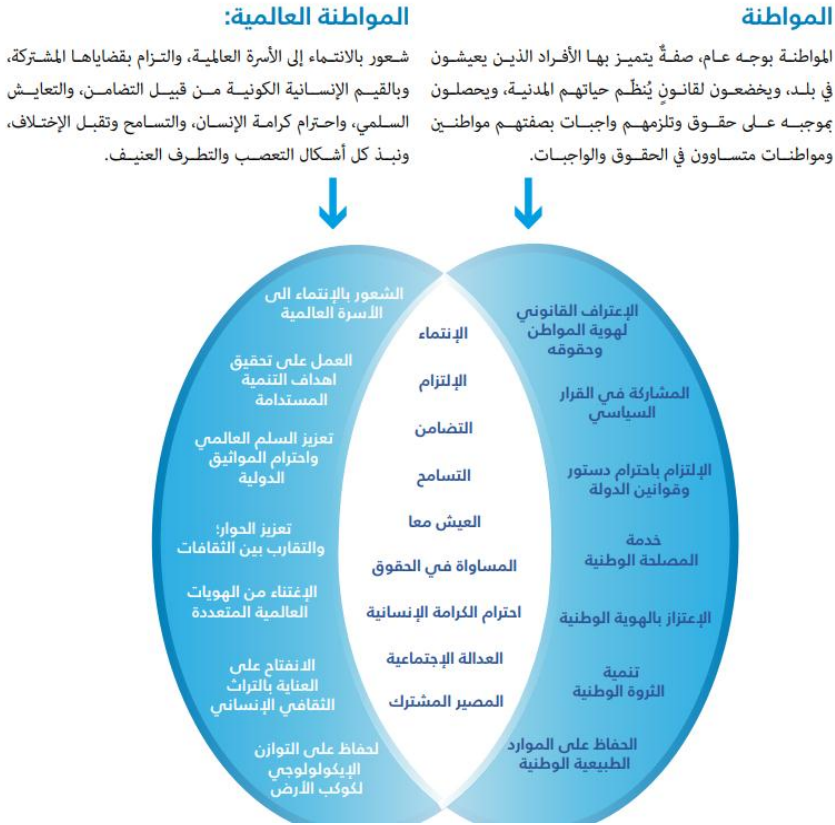 المواطنة
المواطنة بوجه عام، صفةٌ يتميز بها الأفراد الذين يعيشون
في بلد، ويخضعون لقانونٍ يُنظّم حياتهم المدنية، ويحصلون
بموجبه على حقوق وتلزمهم واجبات بصفتهم مواطنين
ومواطنات متساوون في الحقوق والواجبات.
المواطنة العالمية:
شعور بالانتماء إلى الأسرة العالمية، والتزام بقضاياها المشتركة،
وبالقيم الإنسانية الكونية من قبيل التضامن، والتعايش
السلمي، واحترام كرامة الإنسان، والتسامح وتقبل الإختلاف،
ونبذ كل أشكال التعصب والتطرف العنيف.
الإعتراف القانوني
لهوية المواطن
وحقوقه
المشاركة في القرار
السياسي
الإلتزام باحترام دستور
وقوانين الدولة
خدمة
المصلحة الوطنية
الإعتزاز بالهوية الوطنية
تنمية
الثروة الوطنية
الحفاظ على الموارد
الطبيعية الوطنية
الإنتماء
الإلتزام
التضامن
التسامح
العيش معا
المساواة في الحقوق
احترام الكرامة الإنسانية
العدالة الإجتماعية
المصير المشترك
الشعور بالإنتماء الى
الأسرة العالمية
العمل على تحقيق
اهداف التنمية
المستدامة
تعزيز السلم العالمي
واحترام المواثيق
الدولية
تعزيز الحوار؛
والتقارب بين الثقافات
الإغتناء من الهويات
العالمية المتعددة
الانفتاح على
العناية بالتراث
الثقافي الإنساني
لحفاظ على التوازن
الإيكولولوجي
لكوكب الأرض